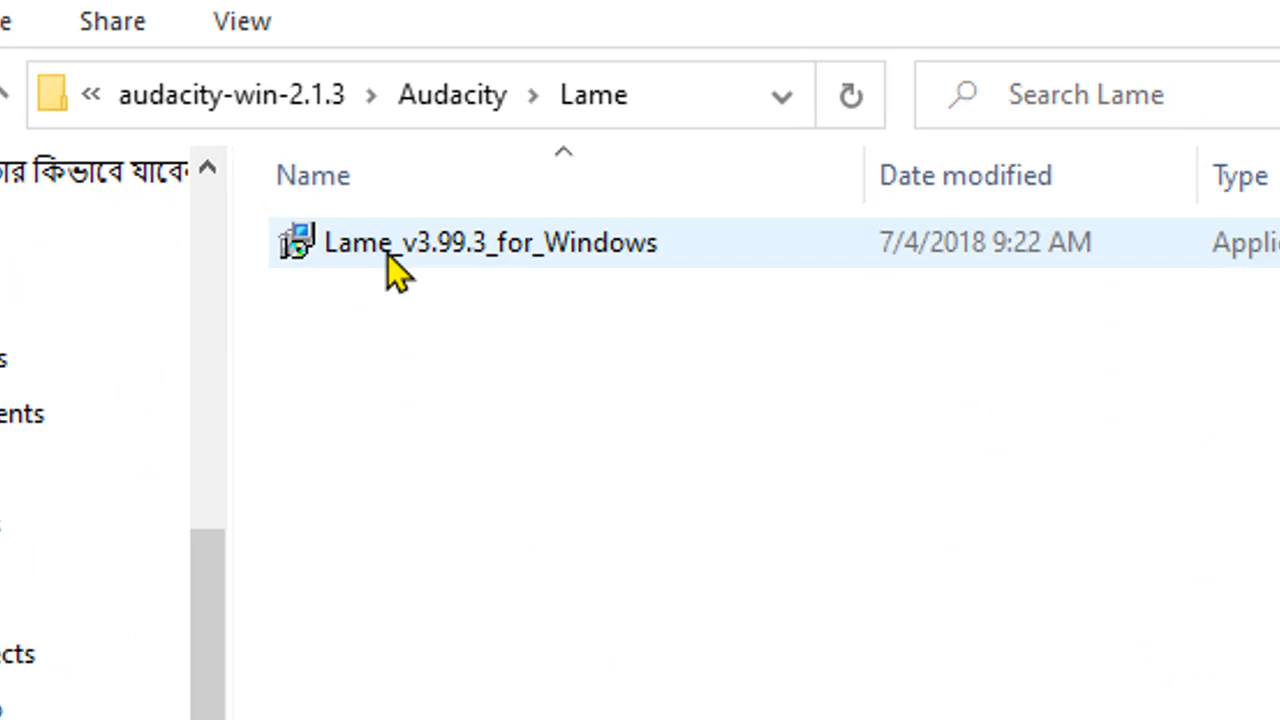 Share View
audacity-win-2.1.3 Audacity Lame Search Lame
কিভাবে
Name Date modified Type
Lame_v3.99.3_for_Windows 7/4/2018 9:22 AM